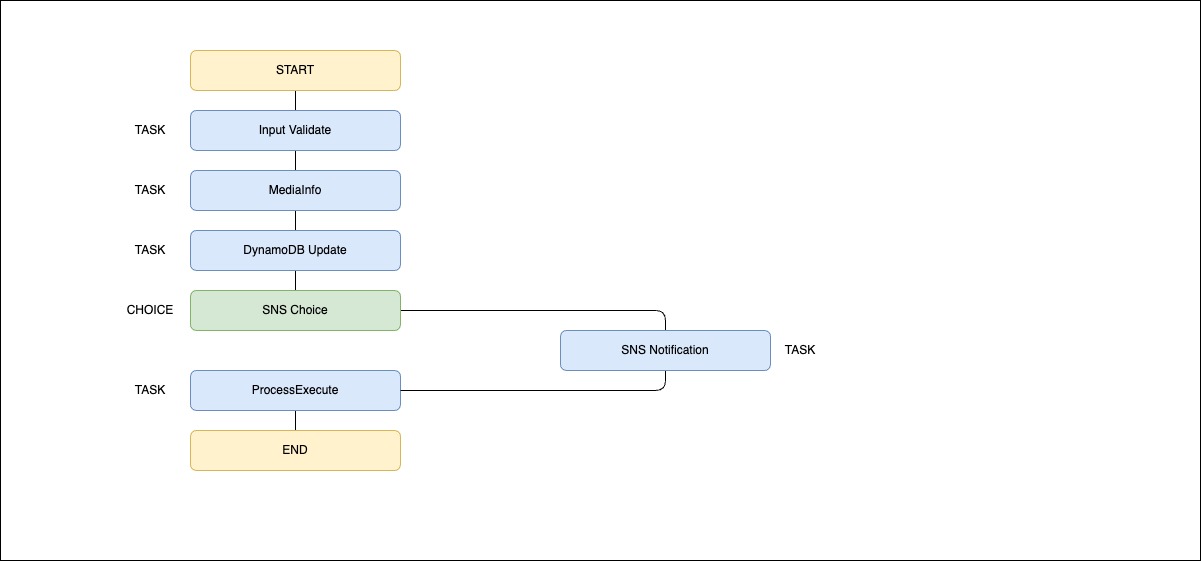 START
TASK
Input Validate
TASK
MediaInfo
TASK
DynamoDB Update
CHOICE
SNS Choice
SNS Notification
TASK
TASK
ProcessExecute
END